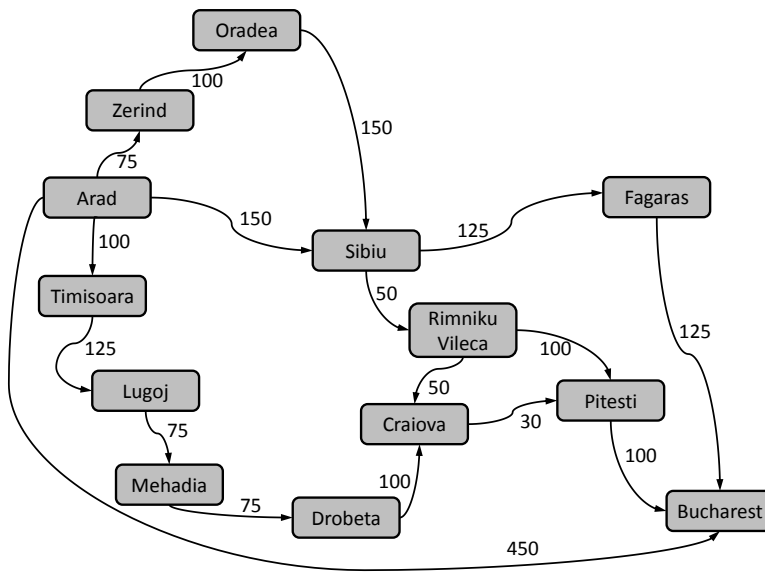 Oradea
100
Zerind
150
75
Arad
Fagaras
150
125
100
Sibiu
Timisoara
50
Rimniku
Vileca
125
100
125
Lugoj
50
Pitesti
75
Craiova
30
100
Mehadia
100
75
Drobeta
Bucharest
450